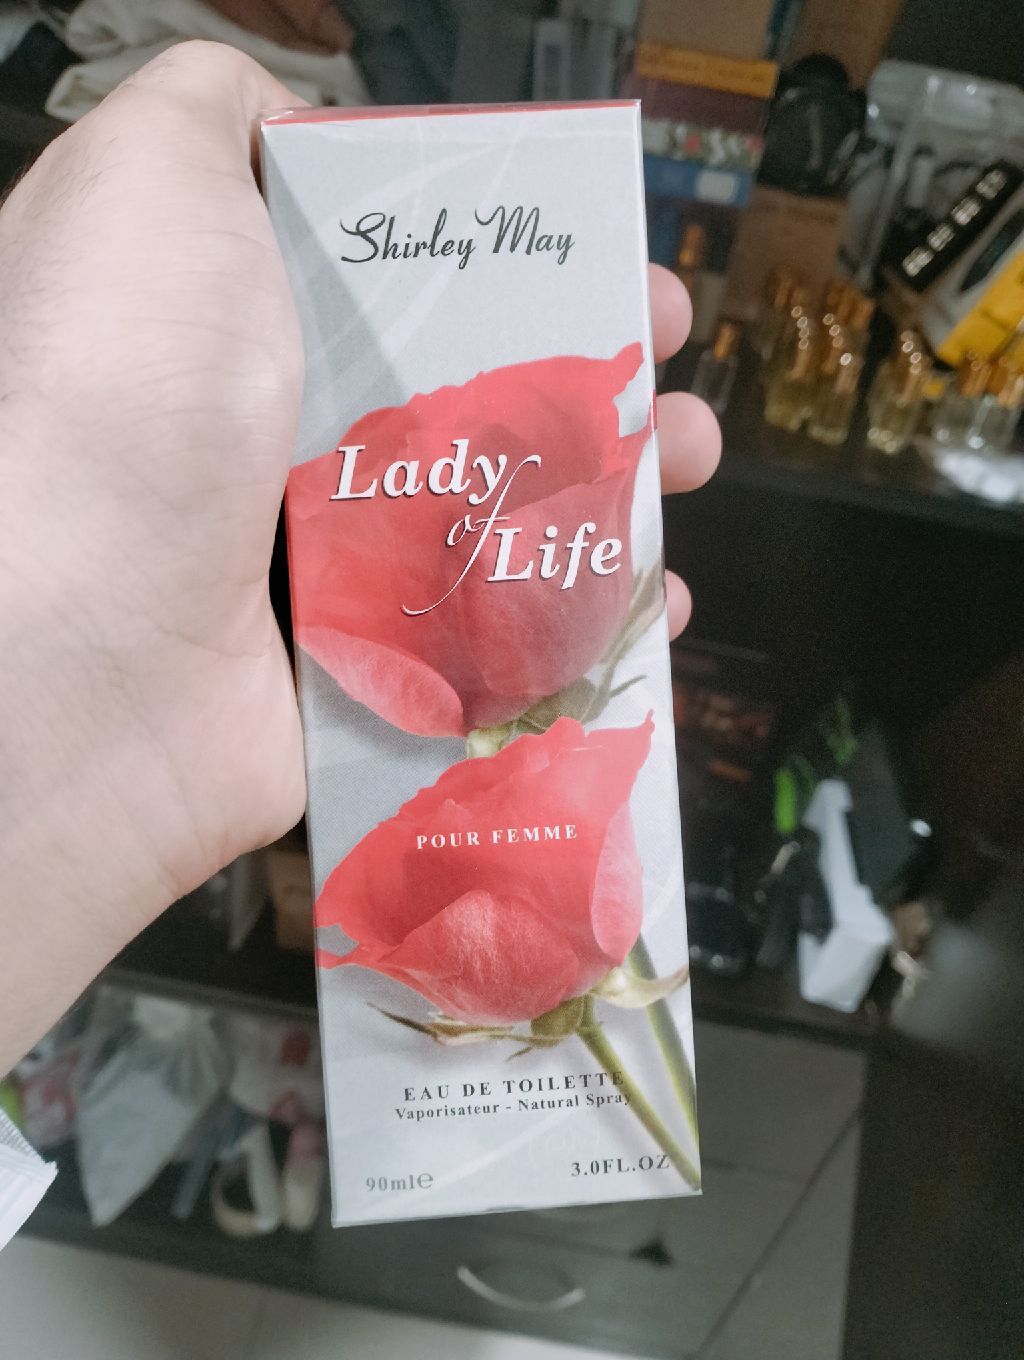 Shirley May
Lady
of
Life
POUR FEMME
EAU DE TOILETTE
Vaporisateur - Natural Spray
90ml℮
3.0FL.OZ